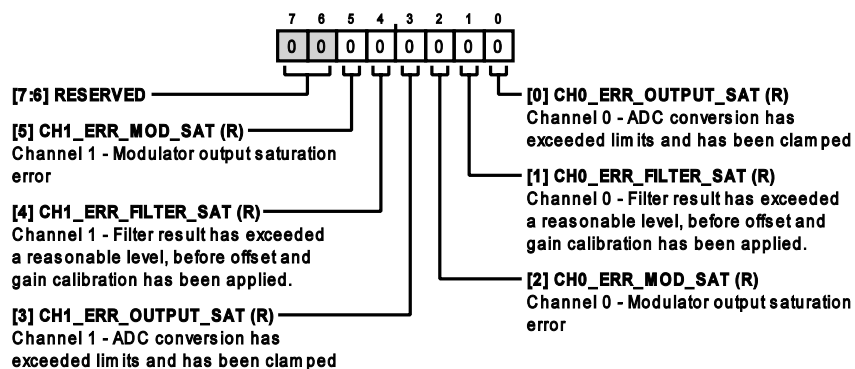 7 6 5 4 3 2 1 0
0 0 0 0 0 0 0 0
[7:6] RESERVED
[5] CH1_ERR_MOD_SAT (R)
Channel 1 - Modulator output saturation
error
[4] CH1_ERR_FILTER_SAT (R)
Channel 1 - Filter result has exceeded
a reasonable level, before offset and
gain calibration has been applied.
[3] CH1_ERR_OUTPUT_SAT (R)
Channel 1 - ADC conversion has
exceeded limits and has been clamped
[0] CH0_ERR_OUTPUT_SAT (R)
Channel 0 - ADC conversion has
exceeded limits and has been clamped
[1] CH0_ERR_FILTER_SAT (R)
Channel 0 - Filter result has exceeded
a reasonable level, before offset and
gain calibration has been applied.
[2] CH0_ERR_MOD_SAT (R)
Channel 0 - Modulator output saturation
error